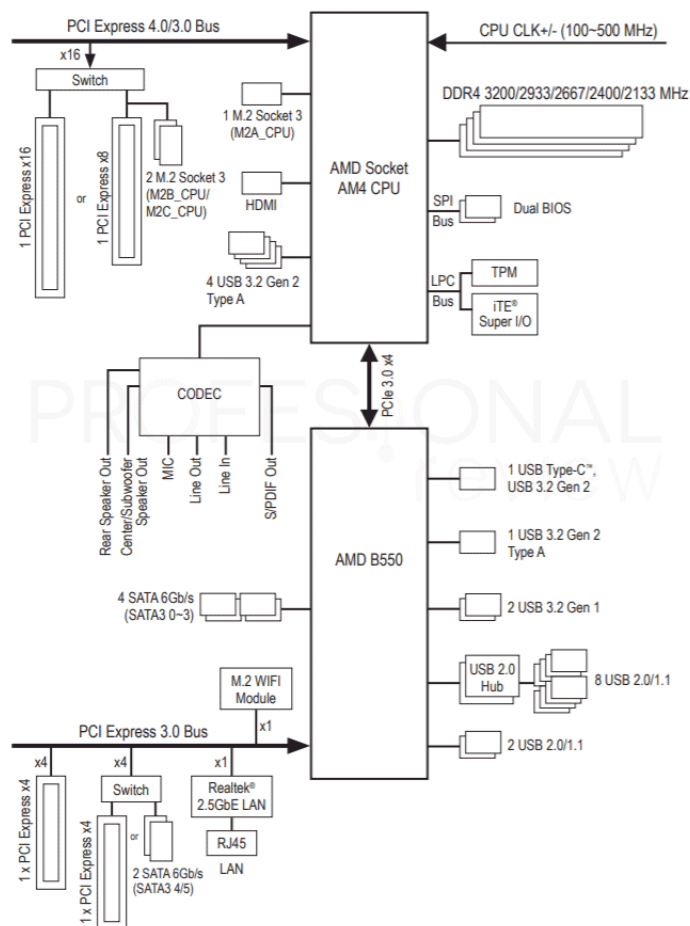 PCI Express 4.0/3.0 Bus
CPU CLK+/- (100~500 MHz)
x16
Switch
1 PCI Express x16
or
1 PCI Express x8
2 M.2 Socket 3
(M2B_CPU/
M2C_CPU)
1 M.2 Socket 3
(M2A_CPU)
HDMI
4 USB 3.2 Gen 2
Type A
AMD Socket
AM4 CPU
DDR4 3200/2933/2667/2400/2133 MHz
SPI
Bus
Dual BIOS
LPC
Bus
TPM
iTE®
Super I/O
CODEC
Rear Speaker Out
Center/Subwoofer
Speaker Out
MIC
Line Out
Line In
S/PDIF Out
PCIe 3.0 x4
PROFESIONAL
review
AMD B550
1 USB Type-C™,
USB 3.2 Gen 2
1 USB 3.2 Gen 2
Type A
2 USB 3.2 Gen 1
USB 2.0
Hub
8 USB 2.0/1.1
2 USB 2.0/1.1
4 SATA 6Gb/s
(SATA3 0~3)
M.2 WIFI
Module
x1
PCI Express 3.0 Bus
x4
x4
x1
1 x PCI Express x4
Switch
1 x PCI Express x4
or
2 SATA 6Gb/s
(SATA3 4/5)
Realtek®
2.5GbE LAN
RJ45
LAN